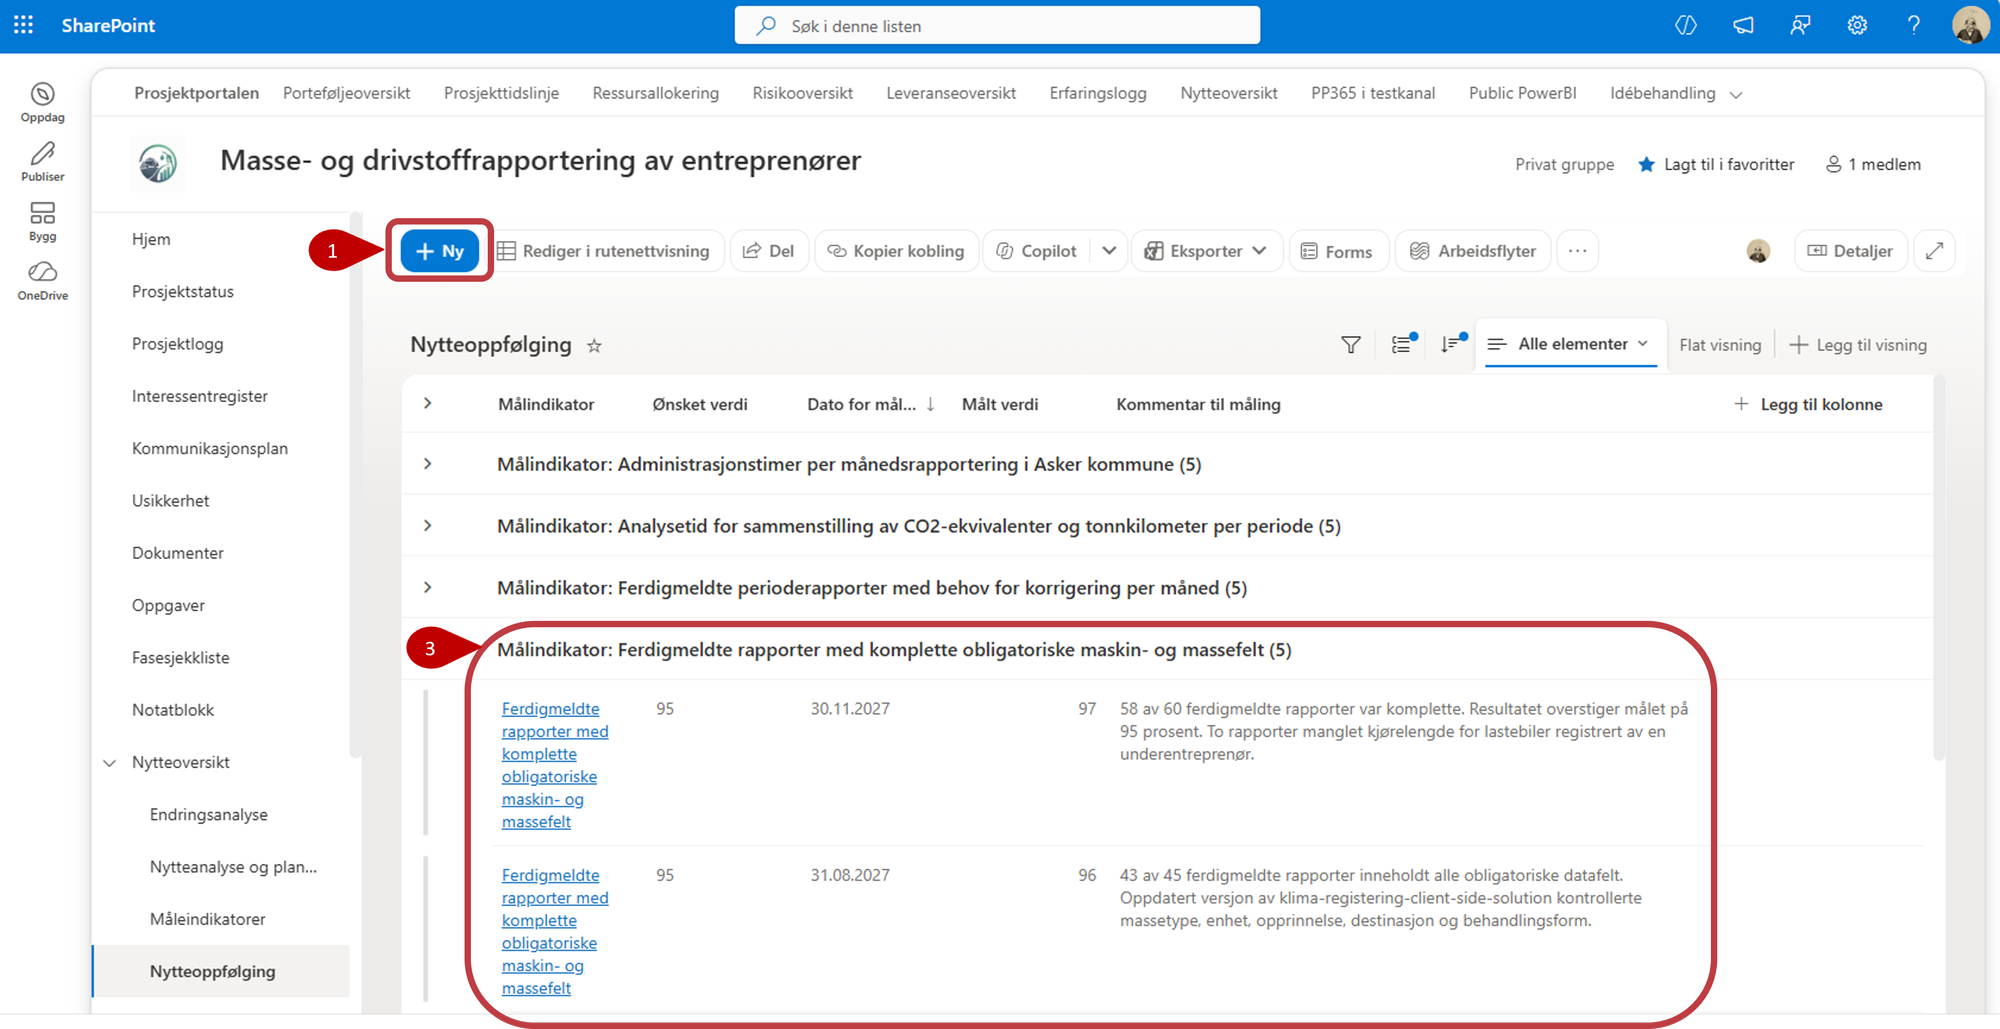 SharePoint
Søk i denne listen
Oppdag
Publiser
Bygg
OneDrive
Prosjektportalen Porteføljeoversikt Prosjekttidslinje Ressursallokering Risikooversikt Leveranseoversikt Erfaringslogg Nytteoversikt PP365 i testkanal Public PowerBI Idébehandling
Masse- og drivstoffrapportering av entreprenører
Privat gruppe Lagt til i favoritter 1 medlem
Hjem
Prosjektstatus
Prosjektlogg
Interessentregister
Kommunikasjonsplan
Usikkerhet
Dokumenter
Oppgaver
Fasesjekkliste
Notatblokk
Nytteoversikt
Endringsanalyse
Nytteanalyse og plan...
Måleindikatorer
Nytteoppfølging
1
+ Ny Rediger i rutenettvisning Del Kopier kobling Copilot Eksporter Forms Arbeidsflyter ... Detaljer
Nytteoppfølging
Alle elementer Flat visning + Legg til visning
Målindikator Ønsket verdi Dato for mål... ↓ Målt verdi Kommentar til måling + Legg til kolonne
Målindikator: Administrasjonstimer per månedsrapportering i Asker kommune (5)
Målindikator: Analysetid for sammenstilling av CO2-ekvivalenter og tonnkilometer per periode (5)
Målindikator: Ferdigmeldte perioderapporter med behov for korrigering per måned (5)
3
Målindikator: Ferdigmeldte rapporter med komplette obligatoriske maskin- og massefelt (5)
Ferdigmeldte
rapporter med
komplette
obligatoriske
maskin- og
massefelt
95
30.11.2027
97
58 av 60 ferdigmeldte rapporter var komplette. Resultatet overstiger målet på
95 prosent. To rapporter manglet kjørelengde for lastebiler registrert av en
underentreprenør.
Ferdigmeldte
rapporter med
komplette
obligatoriske
maskin- og
massefelt
95
31.08.2027
96
43 av 45 ferdigmeldte rapporter inneholdt alle obligatoriske datafelt.
Oppdatert versjon av klima-registering-client-side-solution kontrollerte
massetype, enhet, opprinnelse, destinasjon og behandlingsform.